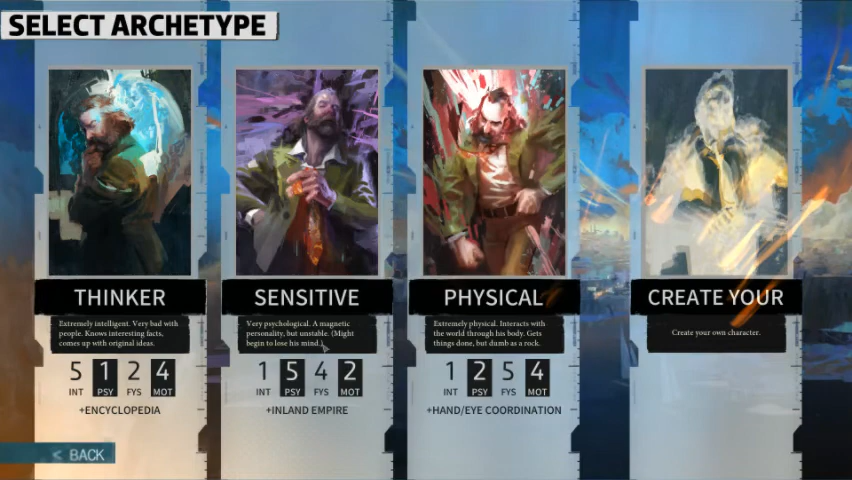 SELECT ARCHETYPE
THINKER
Extremely intelligent. Very bad with
people. Knows interesting facts,
comes up with original ideas.
5 1 2 4
INT PSY FYS MOT
+ENCYCLOPEDIA
SENSITIVE
Very psychological. A magnetic
personality, but unstable. (Might
begin to lose his mind.)
1 5 4 2
INT PSY FYS MOT
+INLAND EMPIRE
PHYSICAL
Extremely physical. Interacts with
the world through his body. Gets
things done, but dumb as a rock.
1 2 5 4
INT PSY FYS MOT
+HAND/EYE COORDINATION
CREATE YOUR
Create your own character.
< BACK